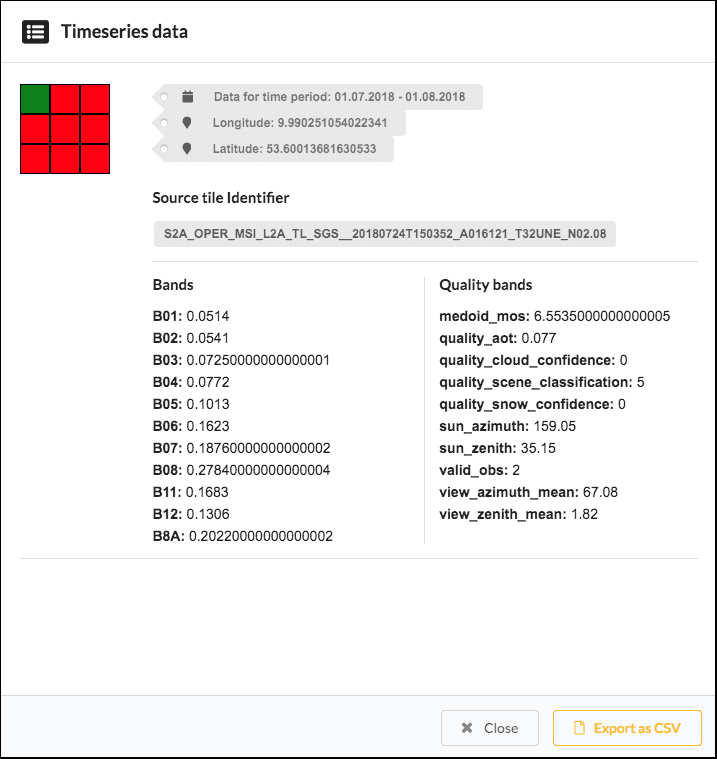 Timeseries data
Data for time period: 01.07.2018 - 01.08.2018
Longitude: 9.990251054022341
Latitude: 53.60013681630533
Source tile Identifier
S2A_OPER_MSI_L2A_TL_SGS__20180724T150352_A016121_T32UNE_N02.08
Bands
B01: 0.0514
B02: 0.0541
B03: 0.07250000000000001
B04: 0.0772
B05: 0.1013
B06: 0.1623
B07: 0.18760000000000002
B08: 0.27840000000000004
B11: 0.1683
B12: 0.1306
B8A: 0.20220000000000002
Quality bands
medoid_mos: 6.5535000000000005
quality_aot: 0.077
quality_cloud_confidence: 0
quality_scene_classification: 5
quality_snow_confidence: 0
sun_azimuth: 159.05
sun_zenith: 35.15
valid_obs: 2
view_azimuth_mean: 67.08
view_zenith_mean: 1.82
Close
Export as CSV